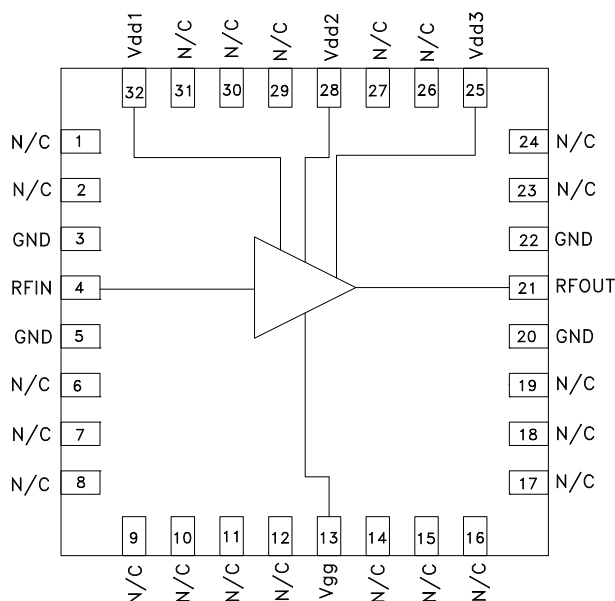 Vdd1 N/C N/C N/C Vdd2 N/C N/C Vdd3
32 31 30 29 28 27 26 25
N/C 1 24 N/C
N/C 2 23 N/C
GND 3 22 GND
RFIN 4 21 RFOUT
GND 5 20 GND
N/C 6 19 N/C
N/C 7 18 N/C
N/C 8 17 N/C
9 10 11 12 13 14 15 16
N/C N/C N/C N/C Vgg N/C N/C N/C